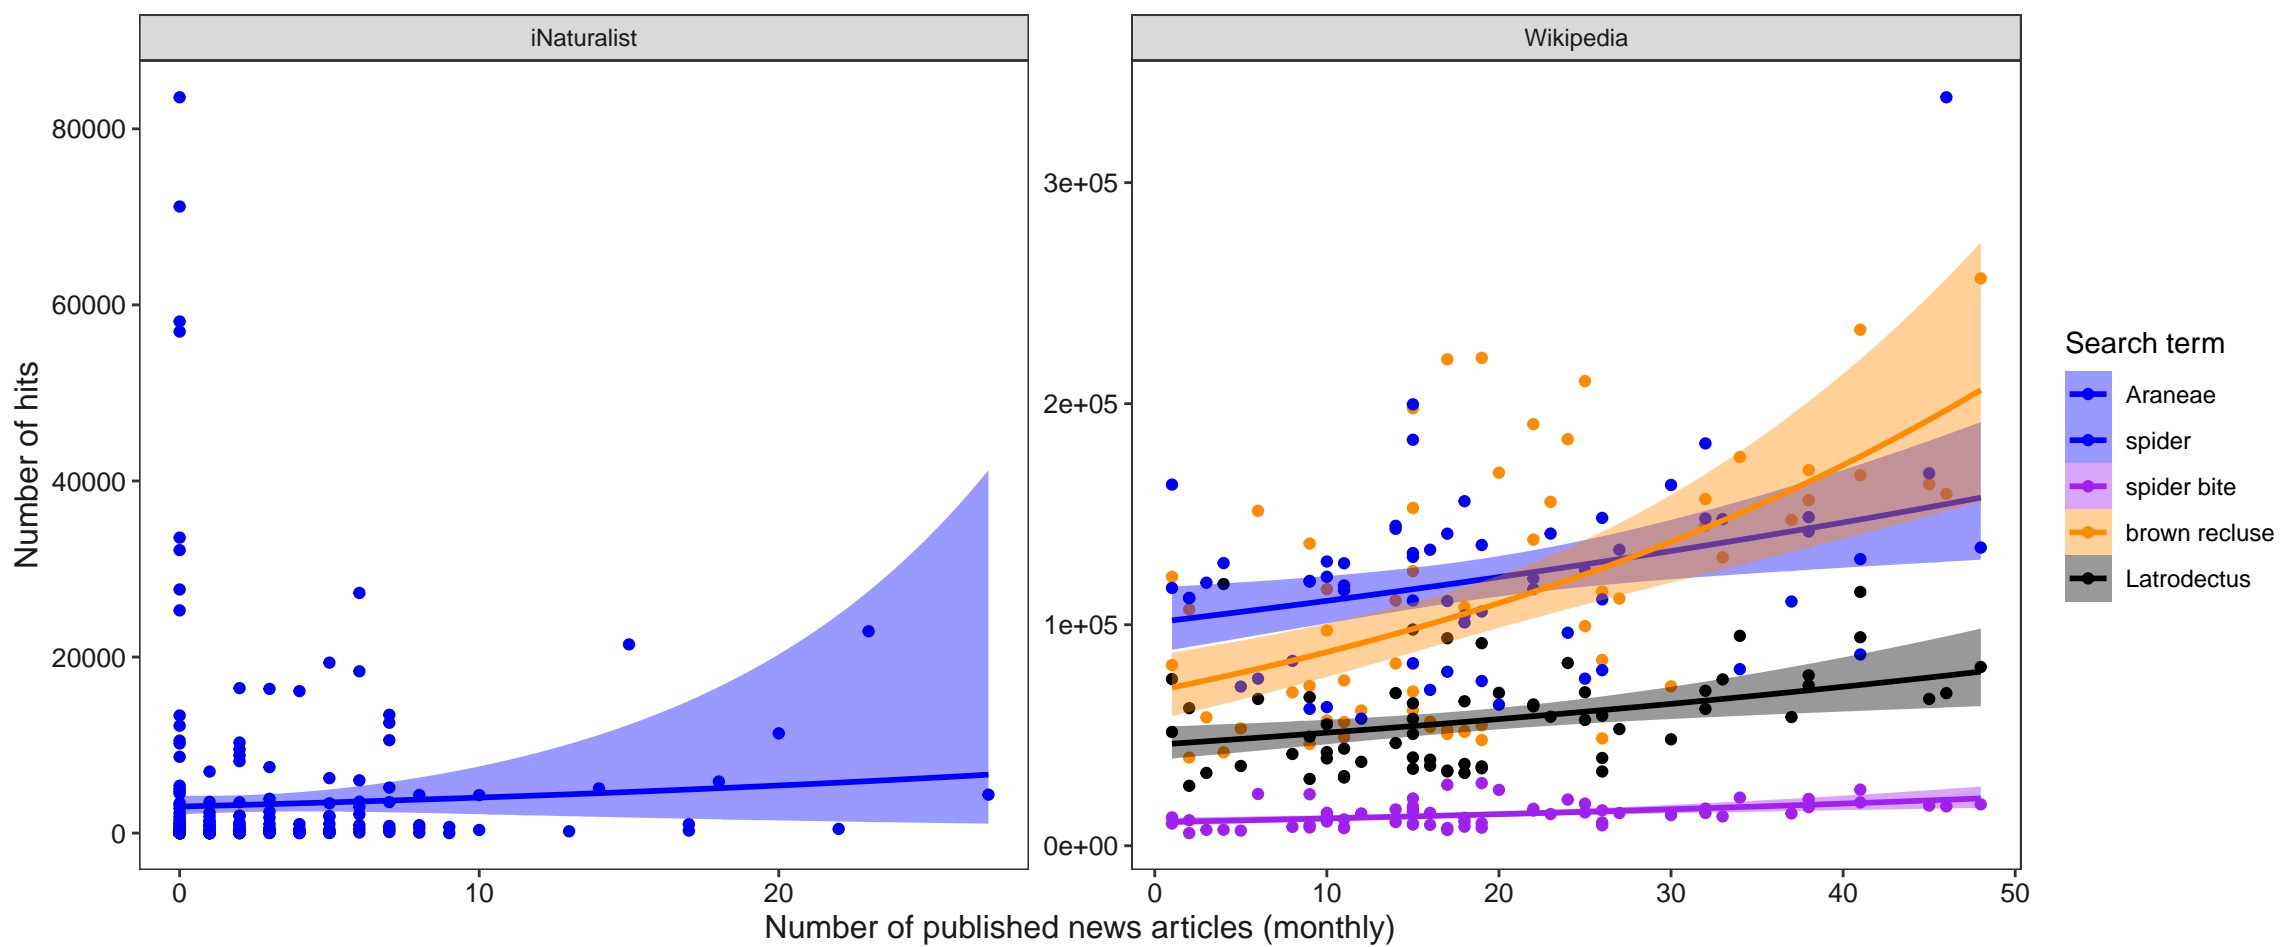 iNaturalist
Wikipedia
Number of hits
80000
60000
40000
20000
0
3e+05
2e+05
1e+05
0e+00
0
10
20
0
10
20
30
40
50
Number of published news articles (monthly)
Search term
Araneae
spider
spider bite
brown recluse
Latrodectus